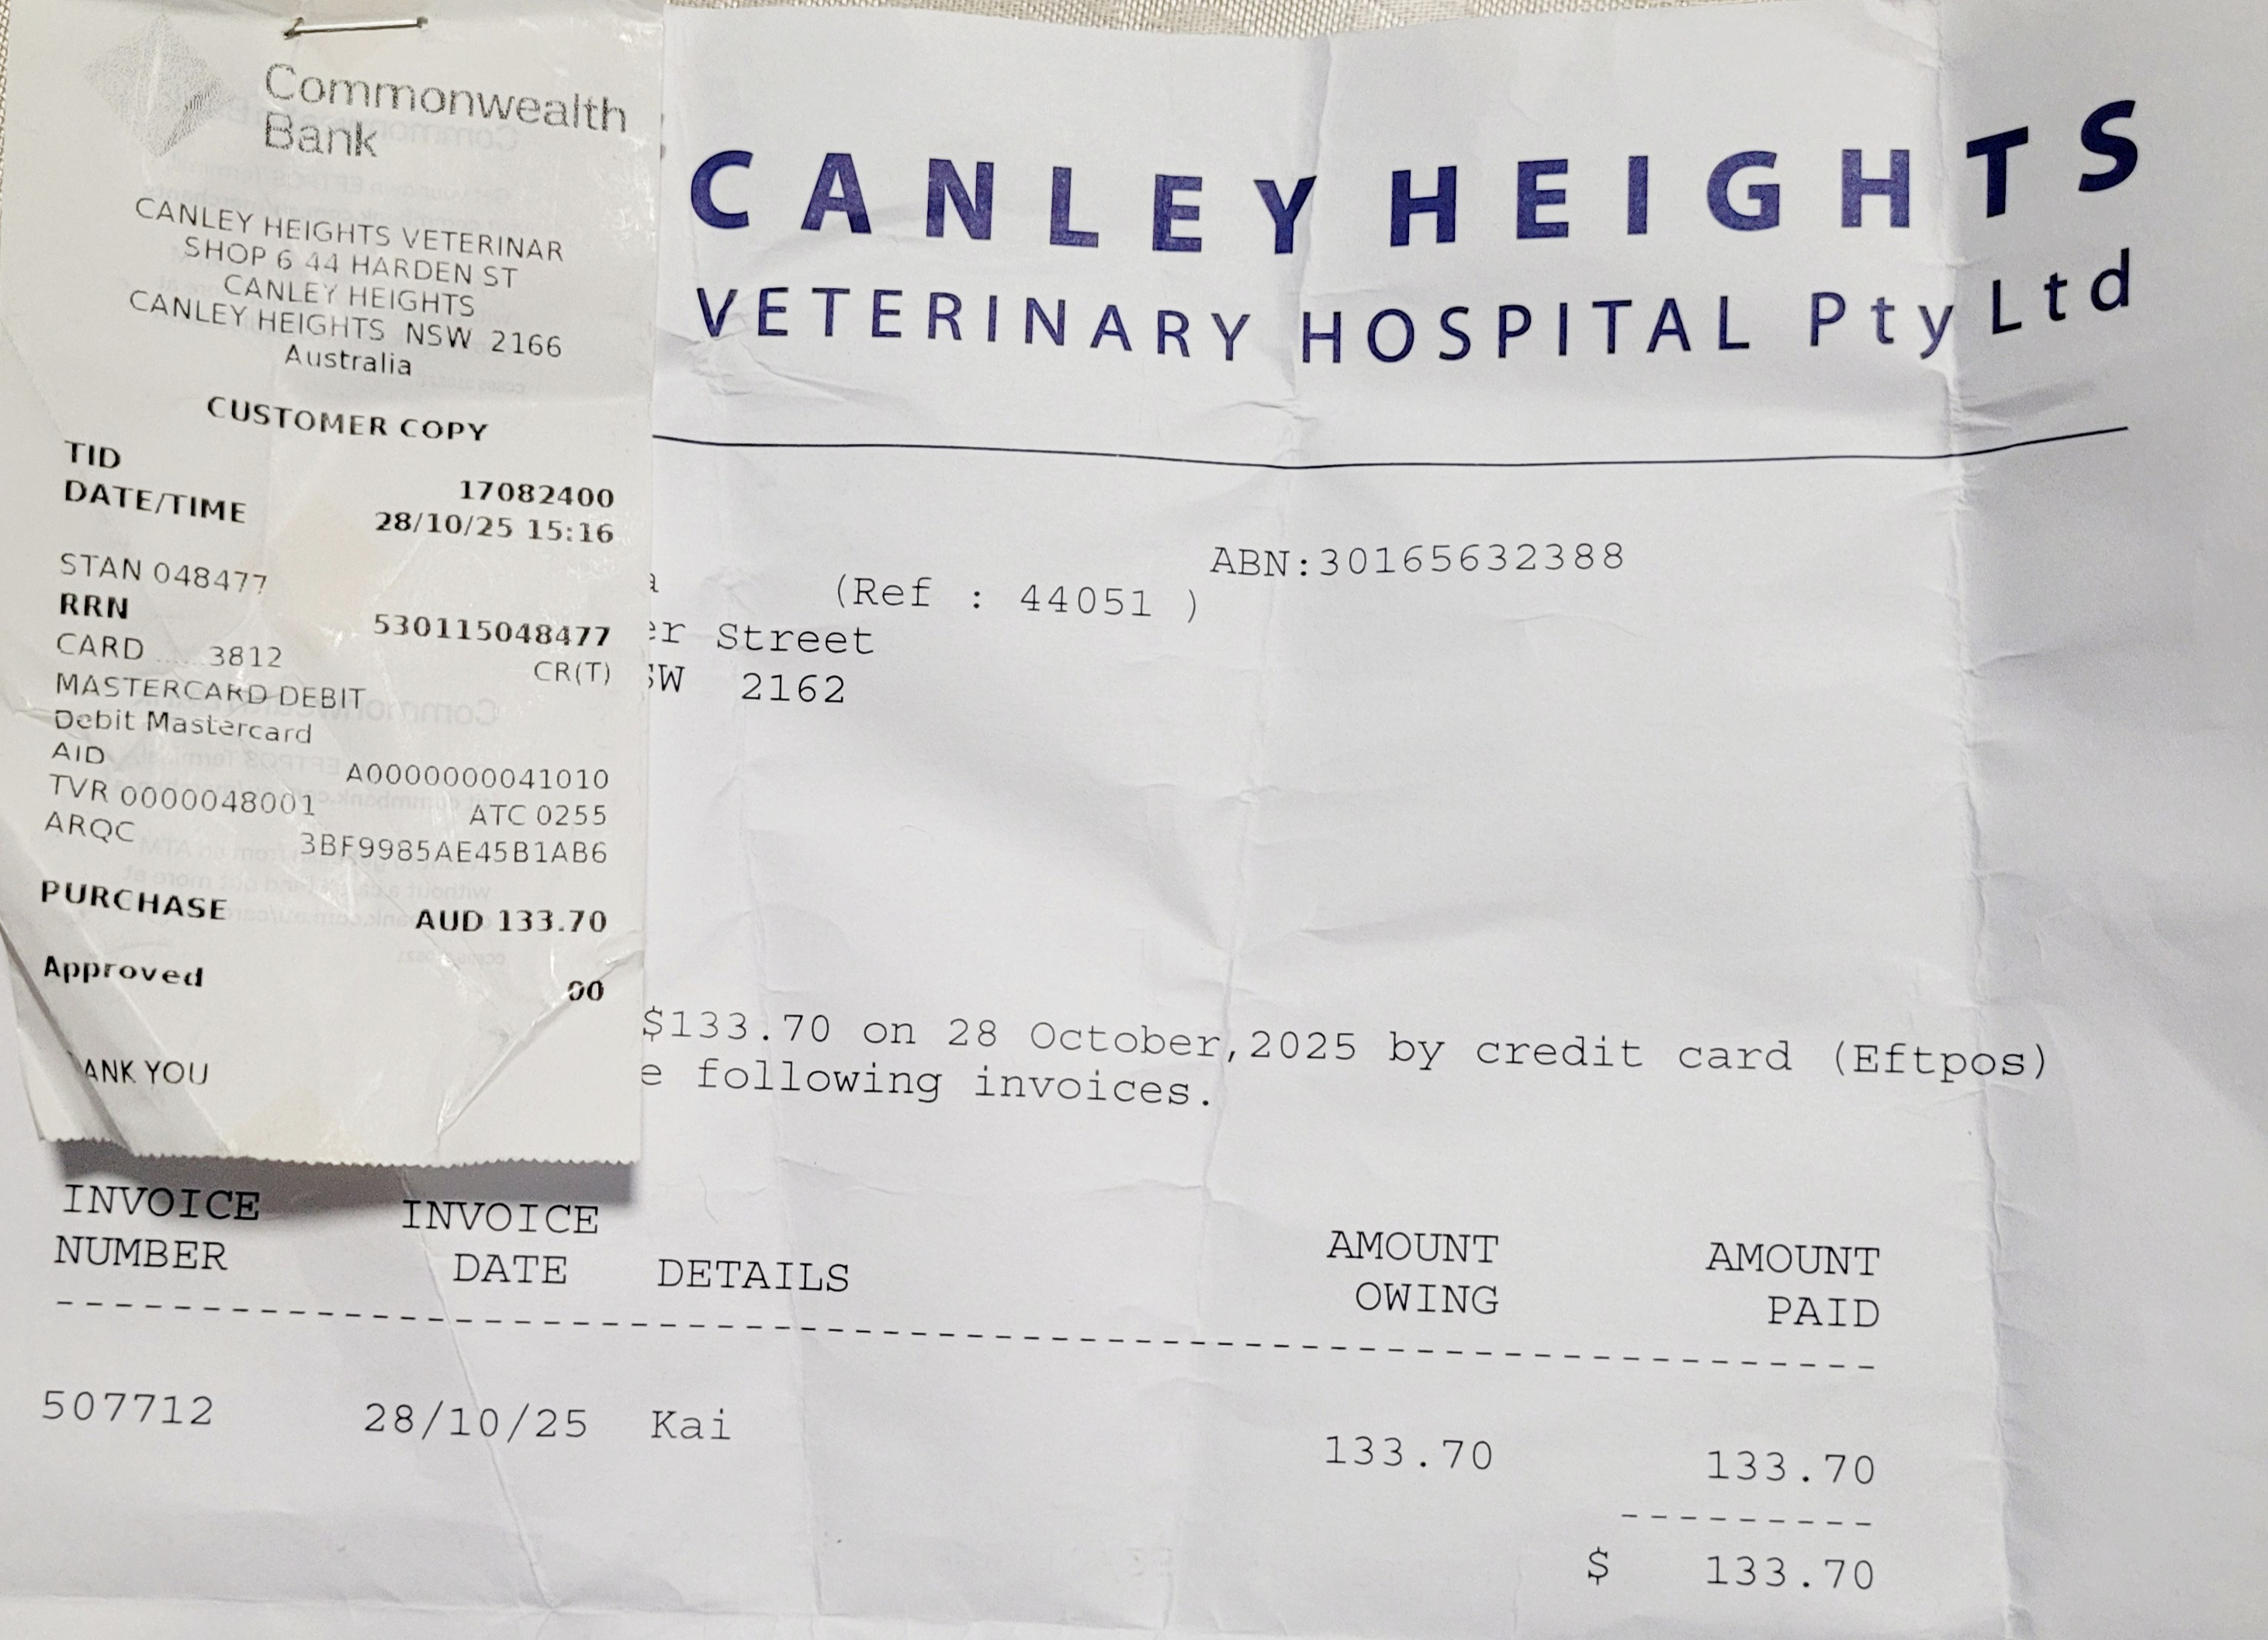 Commonwealth
Bank
CANLEY HEIGHTS VETERINAR
SHOP 6 44 HARDEN ST
CANLEY HEIGHTS
CANLEY HEIGHTS NSW 2166
Australia
CUSTOMER COPY
TID 17082400
DATE/TIME 28/10/25 15:16
STAN 048477
RRN 530115048477
CARD ......3812 CR(T)
MASTERCARD DEBIT
Debit Mastercard
AID A0000000041010
TVR 0000048001 ATC 0255
ARQC 3BF9985AE45B1AB6
PURCHASE AUD 133.70
Approved 00
ANK YOU
CANLEY HEIGHTS
VETERINARY HOSPITAL Pty Ltd
ABN:30165632388
a (Ref : 44051 )
er Street
SW 2162
$133.70 on 28 October,2025 by credit card (Eftpos)
e following invoices.
INVOICE INVOICE AMOUNT AMOUNT
NUMBER DATE DETAILS OWING PAID
507712 28/10/25 Kai 133.70 133.70
$ 133.70